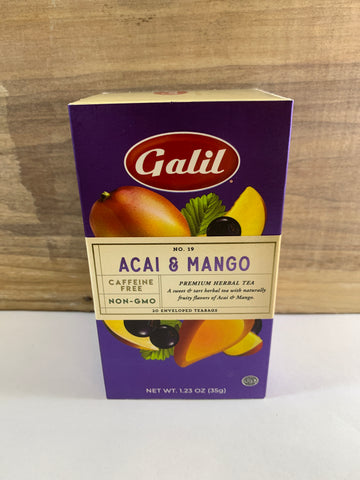 Galil
NO. 19
ACAI & MANGO
CAFFEINE
FREE
NON-GMO
PREMIUM HERBAL TEA
A sweet & tart herbal tea with naturally
fruity flavors of Acai & Mango.
20 ENVELOPED TEABAGS
NET WT. 1.23 OZ (35g)